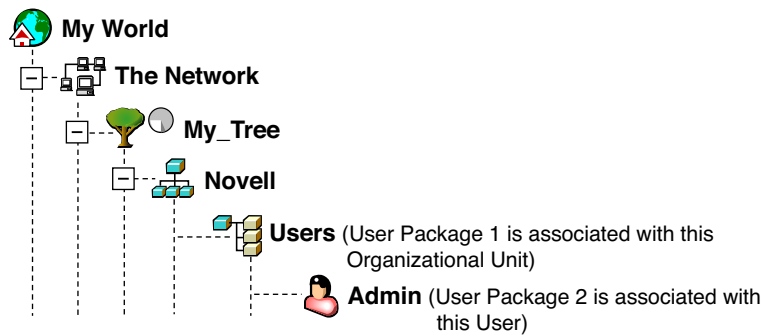 My World
The Network
My_Tree
Novell
Users (User Package 1 is associated with this
Organizational Unit)
Admin (User Package 2 is associated with
this User)